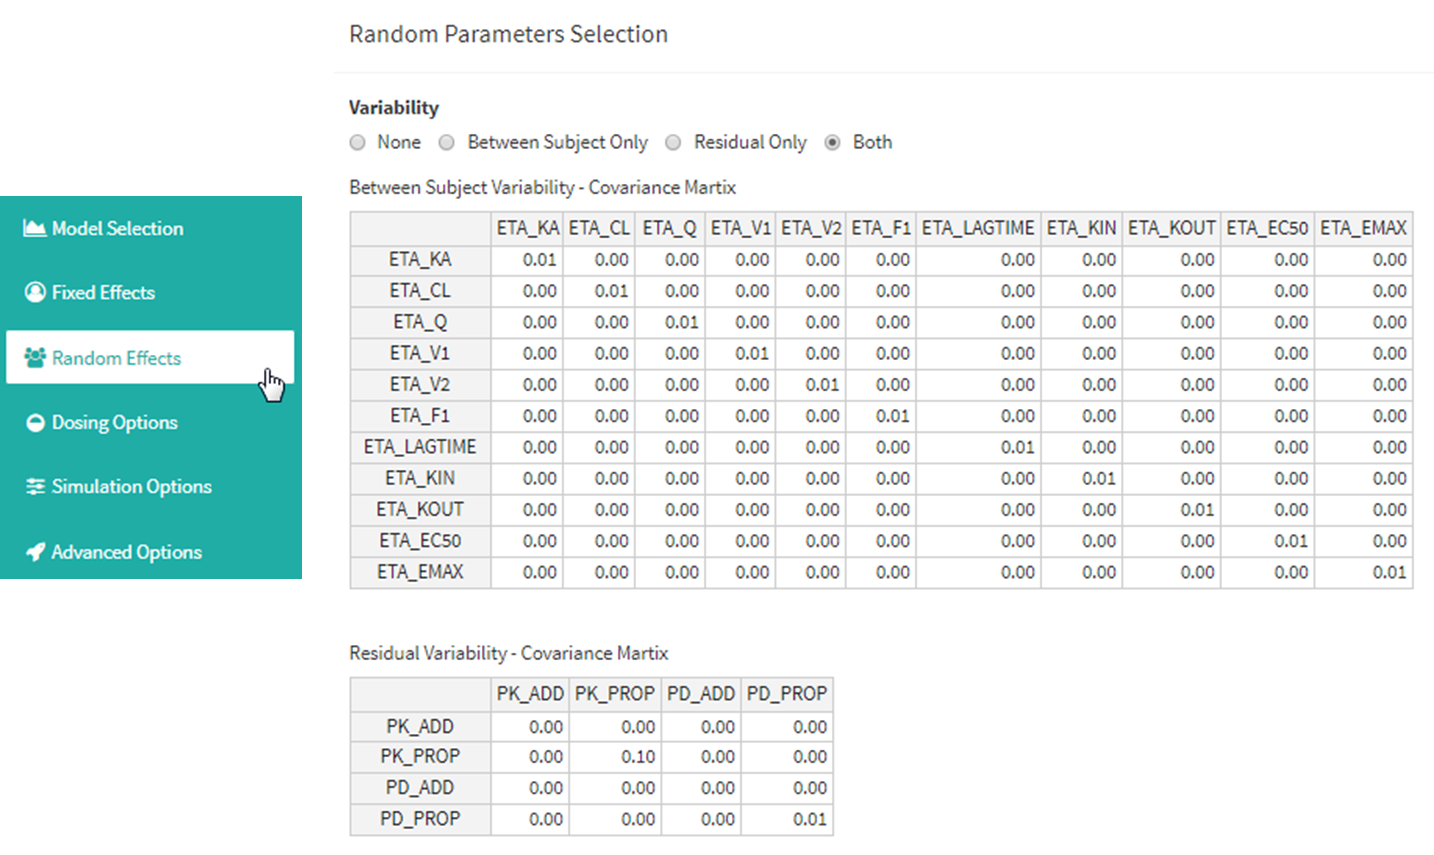 Random Parameters Selection
Variability
None Between Subject Only Residual Only Both
Between Subject Variability - Covariance Martix
ETA_KA ETA_CL ETA_Q ETA_V1 ETA_V2 ETA_F1 ETA_LAGTIME ETA_KIN ETA_KOUT ETA_EC50 ETA_EMAX
ETA_KA 0.01 0.00 0.00 0.00 0.00 0.00 0.00 0.00 0.00 0.00 0.00
ETA_CL 0.00 0.01 0.00 0.00 0.00 0.00 0.00 0.00 0.00 0.00 0.00
ETA_Q 0.00 0.00 0.01 0.00 0.00 0.00 0.00 0.00 0.00 0.00 0.00
ETA_V1 0.00 0.00 0.00 0.01 0.00 0.00 0.00 0.00 0.00 0.00 0.00
ETA_V2 0.00 0.00 0.00 0.00 0.01 0.00 0.00 0.00 0.00 0.00 0.00
ETA_F1 0.00 0.00 0.00 0.00 0.00 0.01 0.00 0.00 0.00 0.00 0.00
ETA_LAGTIME 0.00 0.00 0.00 0.00 0.00 0.00 0.01 0.00 0.00 0.00 0.00
ETA_KIN 0.00 0.00 0.00 0.00 0.00 0.00 0.00 0.01 0.00 0.00 0.00
ETA_KOUT 0.00 0.00 0.00 0.00 0.00 0.00 0.00 0.00 0.01 0.00 0.00
ETA_EC50 0.00 0.00 0.00 0.00 0.00 0.00 0.00 0.00 0.00 0.01 0.00
ETA_EMAX 0.00 0.00 0.00 0.00 0.00 0.00 0.00 0.00 0.00 0.00 0.01
Residual Variability - Covariance Martix
PK_ADD PK_PROP PD_ADD PD_PROP
PK_ADD 0.00 0.00 0.00 0.00
PK_PROP 0.00 0.10 0.00 0.00
PD_ADD 0.00 0.00 0.00 0.00
PD_PROP 0.00 0.00 0.00 0.01
Model Selection
Fixed Effects
Random Effects
Dosing Options
Simulation Options
Advanced Options